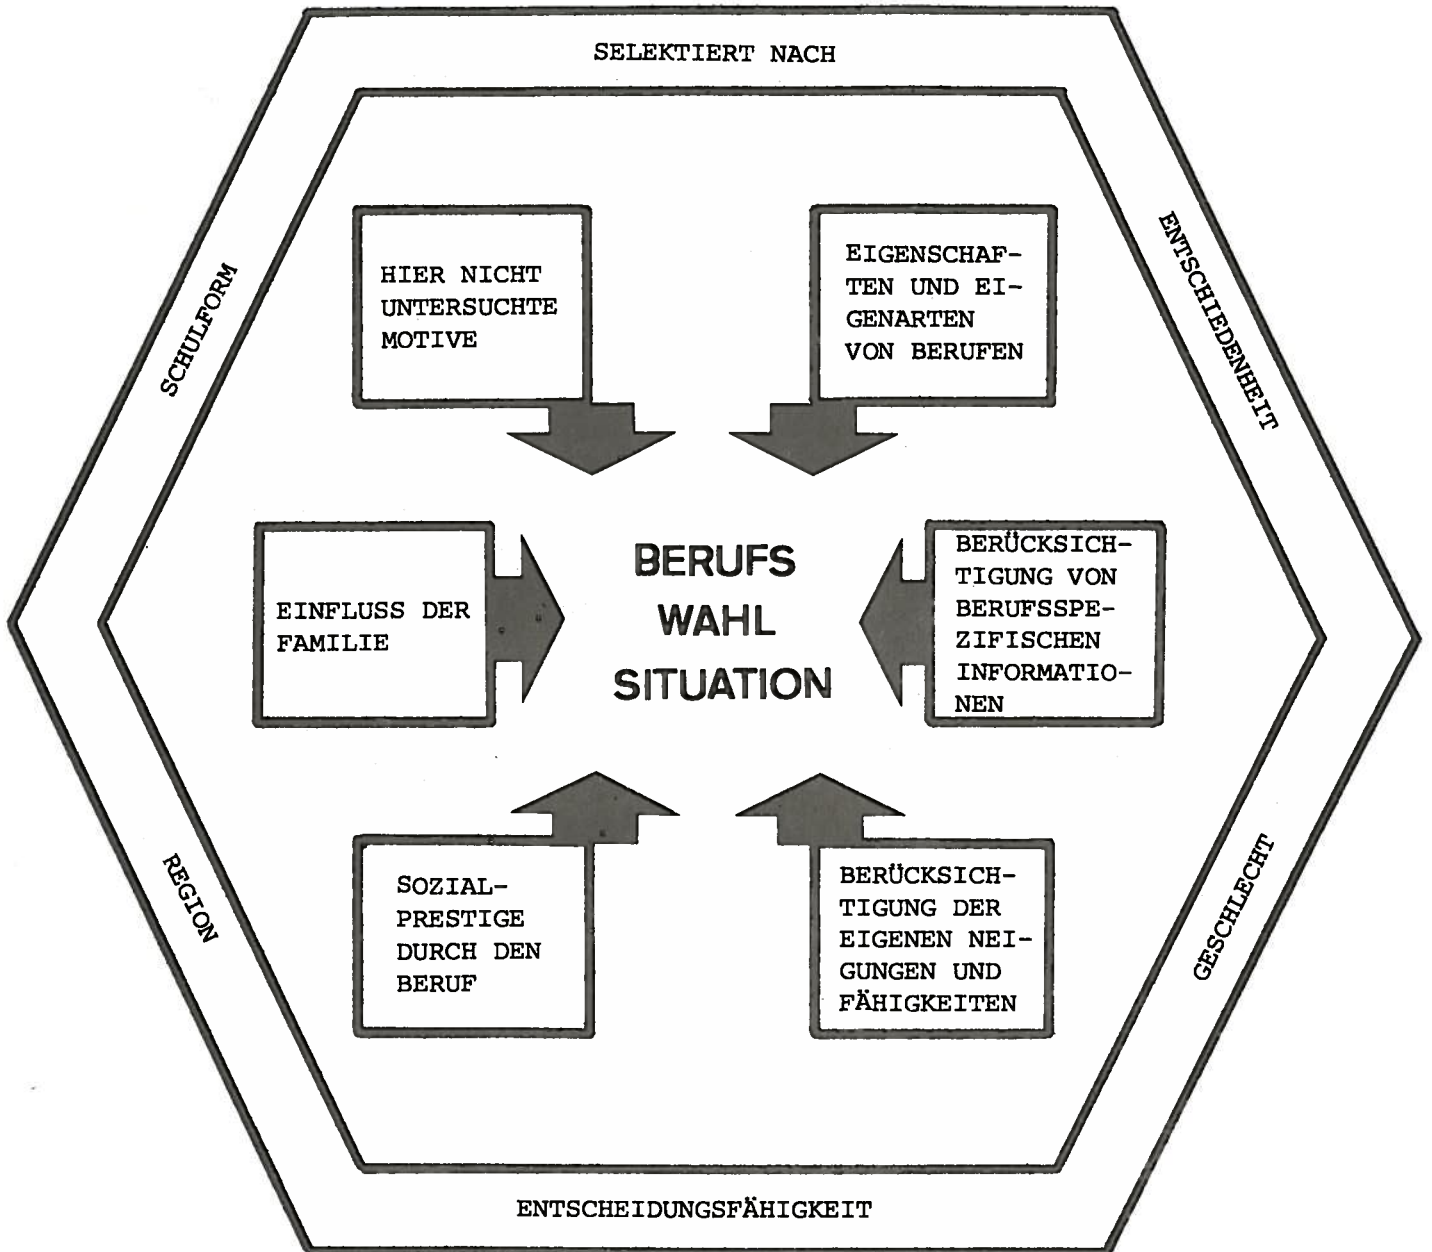 SELEKTIERT NACH
SCHULFORM
ENTSCHIEDENHEIT
HIER NICHT
UNTERSUCHTE
MOTIVE
EIGENSCHAF-
TEN UND EI-
GENARTEN
VON BERUFEN
EINFLUSS DER
FAMILIE
BERUFS
WAHL
SITUATION
BERÜCKSICH-
TIGUNG VON
BERUFSSPE-
ZIFISCHEN
INFORMATIO-
NEN
SOZIAL-
PRESTIGE
DURCH DEN
BERUF
BERÜCKSICH-
TIGUNG DER
EIGENEN NEI-
GUNGEN UND
FÄHIGKEITEN
REGION
GESCHLECHT
ENTSCHEIDUNGSFÄHIGKEIT